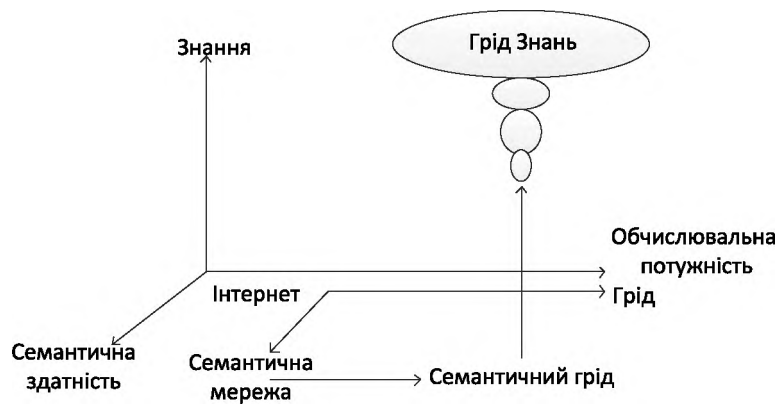 Знання
Грід Знань
Обчислювальна
потужність
Інтернет
Грід
Семантична
здатність
Семантична
мережа
Семантичний грід